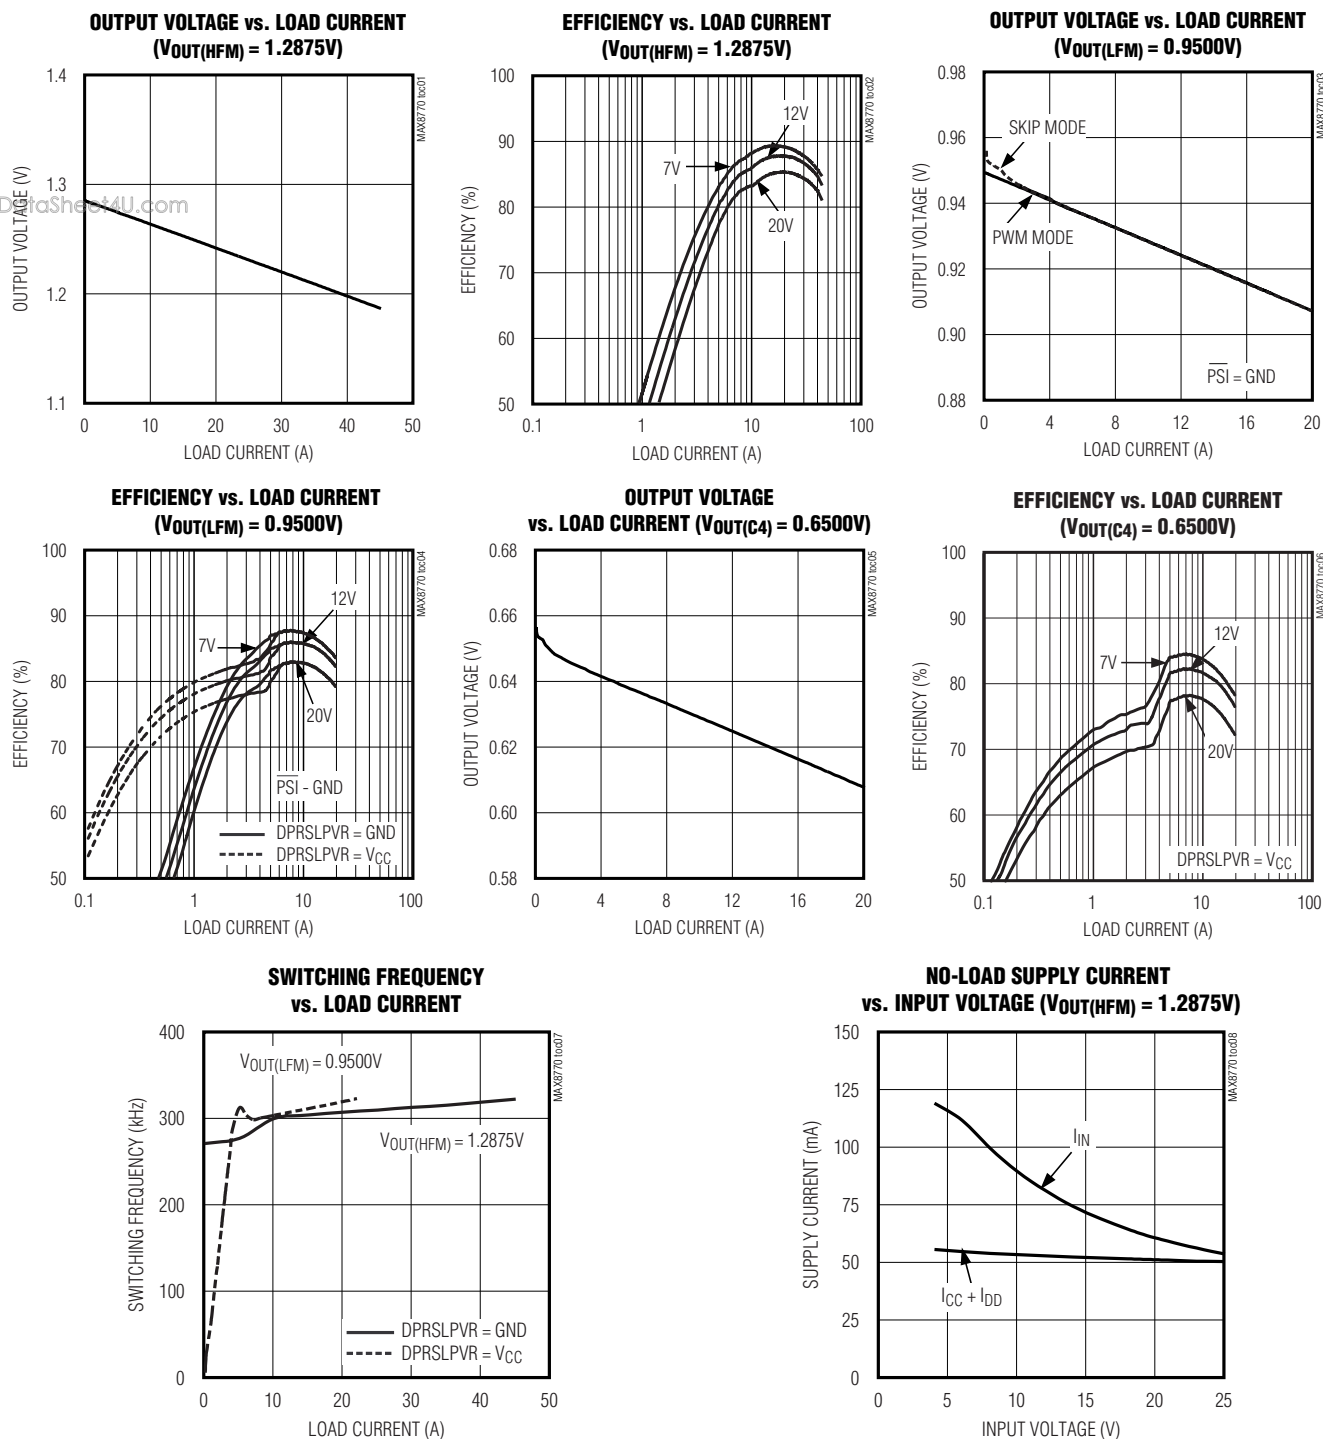 OUTPUT VOLTAGE vs. LOAD CURRENT
(VOUT(HFM) = 1.2875V)
MAX8770 toc01
1.4
1.3
1.2
1.1
OUTPUT VOLTAGE (V)
DataSheet4U.com
0 10 20 30 40 50
LOAD CURRENT (A)
EFFICIENCY vs. LOAD CURRENT
(VOUT(HFM) = 1.2875V)
MAX8770 toc02
100
90
80
70
60
50
EFFICIENCY (%)
12V
7V
20V
0.1 1 10 100
LOAD CURRENT (A)
OUTPUT VOLTAGE vs. LOAD CURRENT
(VOUT(LFM) = 0.9500V)
MAX8770 toc03
0.98
0.96
0.94
0.92
0.90
0.88
OUTPUT VOLTAGE (V)
SKIP MODE
PWM MODE
PSI = GND
0 4 8 12 16 20
LOAD CURRENT (A)
EFFICIENCY vs. LOAD CURRENT
(VOUT(LFM) = 0.9500V)
MAX8770 toc04
100
90
80
70
60
50
EFFICIENCY (%)
12V
7V
20V
PSI - GND
DPRSLPVR = GND
DPRSLPVR = VCC
0.1 1 10 100
LOAD CURRENT (A)
OUTPUT VOLTAGE
vs. LOAD CURRENT (VOUT(C4) = 0.6500V)
MAX8770 toc05
0.68
0.66
0.64
0.62
0.60
0.58
OUTPUT VOLTAGE (V)
0 4 8 12 16 20
LOAD CURRENT (A)
EFFICIENCY vs. LOAD CURRENT
(VOUT(C4) = 0.6500V)
MAX8770 toc06
100
90
80
70
60
50
EFFICIENCY (%)
12V
7V
20V
DPRSLPVR = VCC
0.1 1 10 100
LOAD CURRENT (A)
SWITCHING FREQUENCY
vs. LOAD CURRENT
MAX8770 toc07
400
300
200
100
0
SWITCHING FREQUENCY (kHz)
VOUT(LFM) = 0.9500V
VOUT(HFM) = 1.2875V
DPRSLPVR = GND
DPRSLPVR = VCC
0 10 20 30 40 50
LOAD CURRENT (A)
NO-LOAD SUPPLY CURRENT
vs. INPUT VOLTAGE (VOUT(HFM) = 1.2875V)
MAX8770 toc08
150
125
100
75
50
25
0
SUPPLY CURRENT (mA)
IIN
ICC + IDD
0 5 10 15 20 25
INPUT VOLTAGE (V)